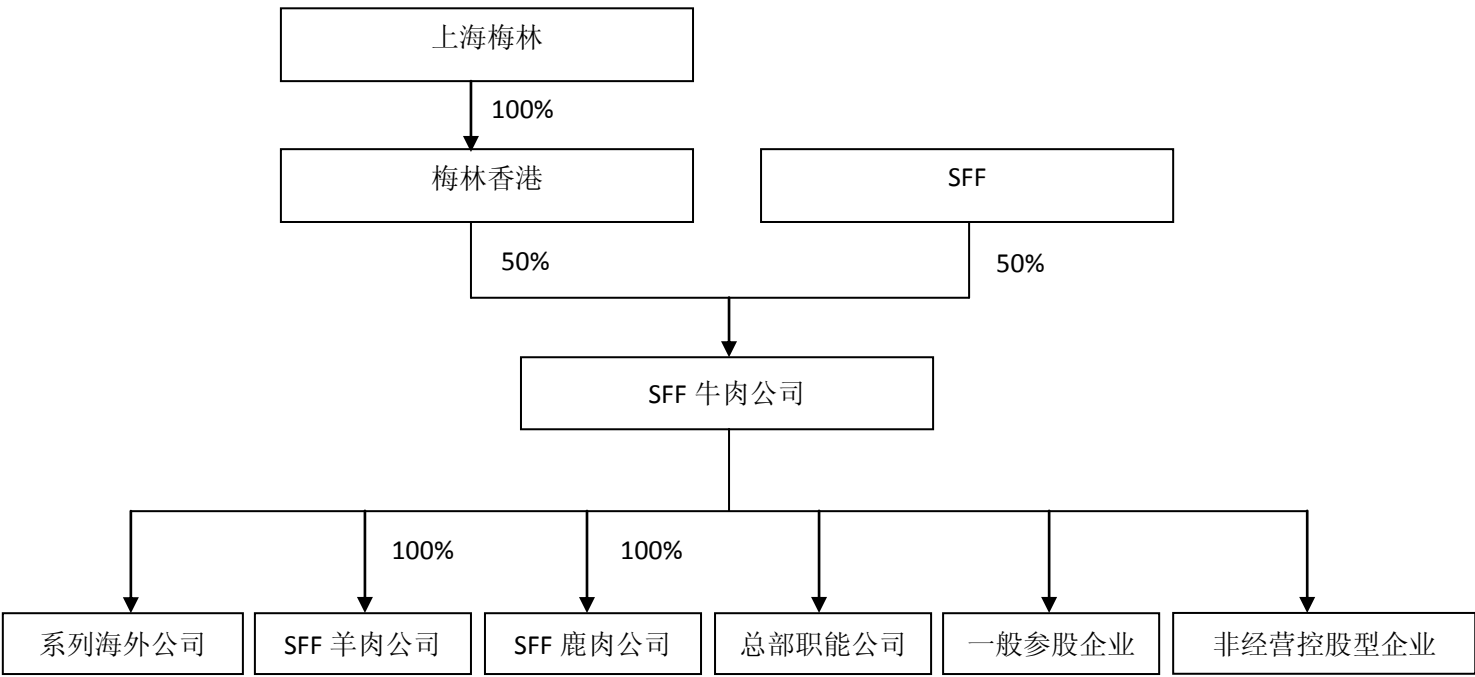 上海梅林
100%
梅林香港
SFF
50%
50%
SFF 牛肉公司
100%
100%
系列海外公司
SFF 羊肉公司
SFF 鹿肉公司
总部职能公司
一般参股企业
非经营控股型企业